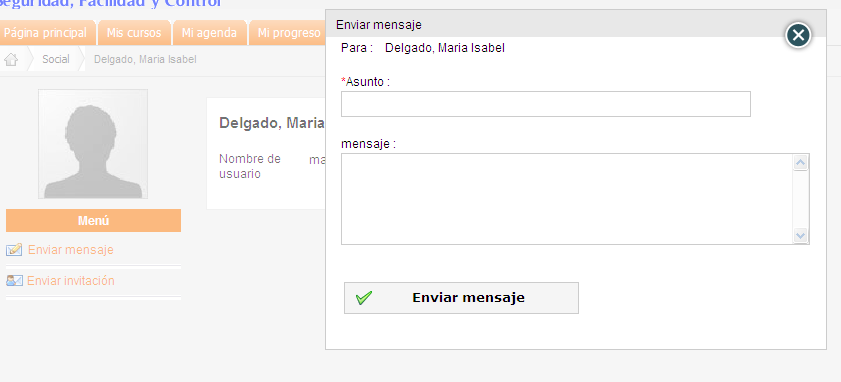 Seguridad, Facilidad y Control
Página principal
Mis cursos
Mi agenda
Mi progreso
Social
Delgado, Maria Isabel
Delgado, Maria
Nombre de
usuario
ma
Menú
Enviar mensaje
Enviar invitación
Enviar mensaje
Para : Delgado, Maria Isabel
*Asunto :
mensaje :
Enviar mensaje